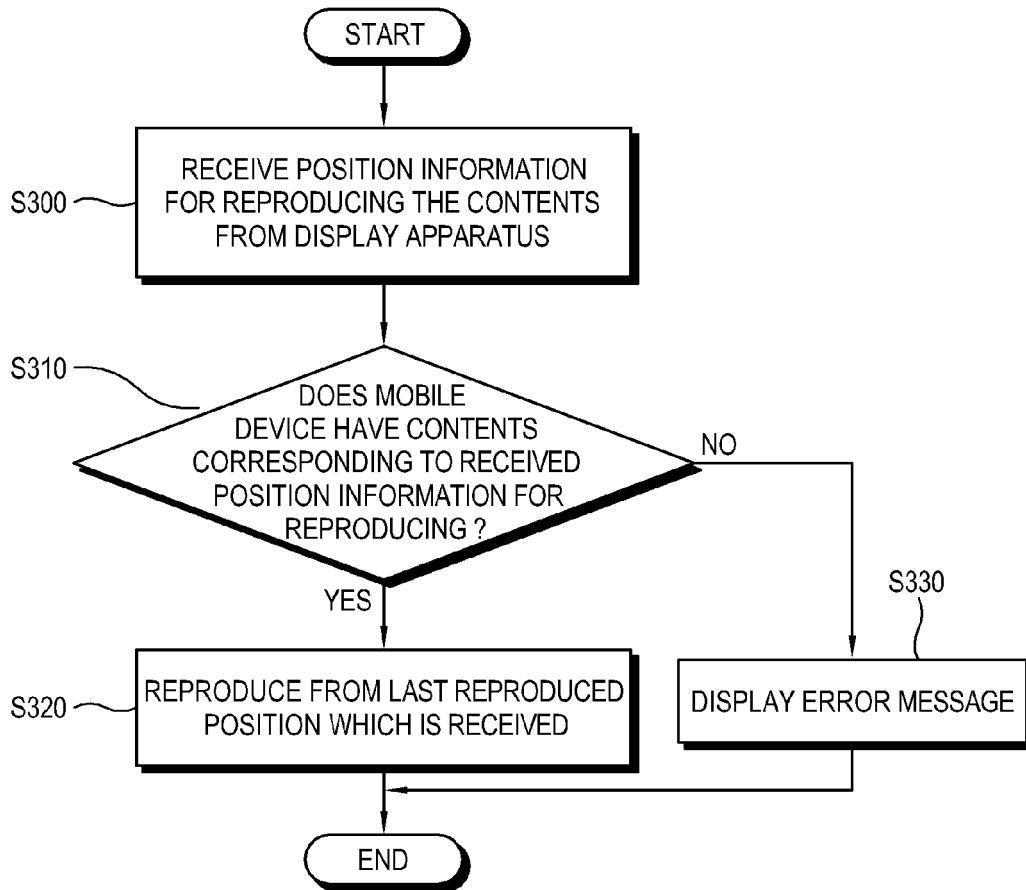 START
S300
RECEIVE POSITION INFORMATION
FOR REPRODUCING THE CONTENTS
FROM DISPLAY APPARATUS
S310
DOES MOBILE
DEVICE HAVE CONTENTS
CORRESPONDING TO RECEIVED
POSITION INFORMATION FOR
REPRODUCING ?
NO
YES
S330
S320
REPRODUCE FROM LAST REPRODUCED
POSITION WHICH IS RECEIVED
DISPLAY ERROR MESSAGE
END